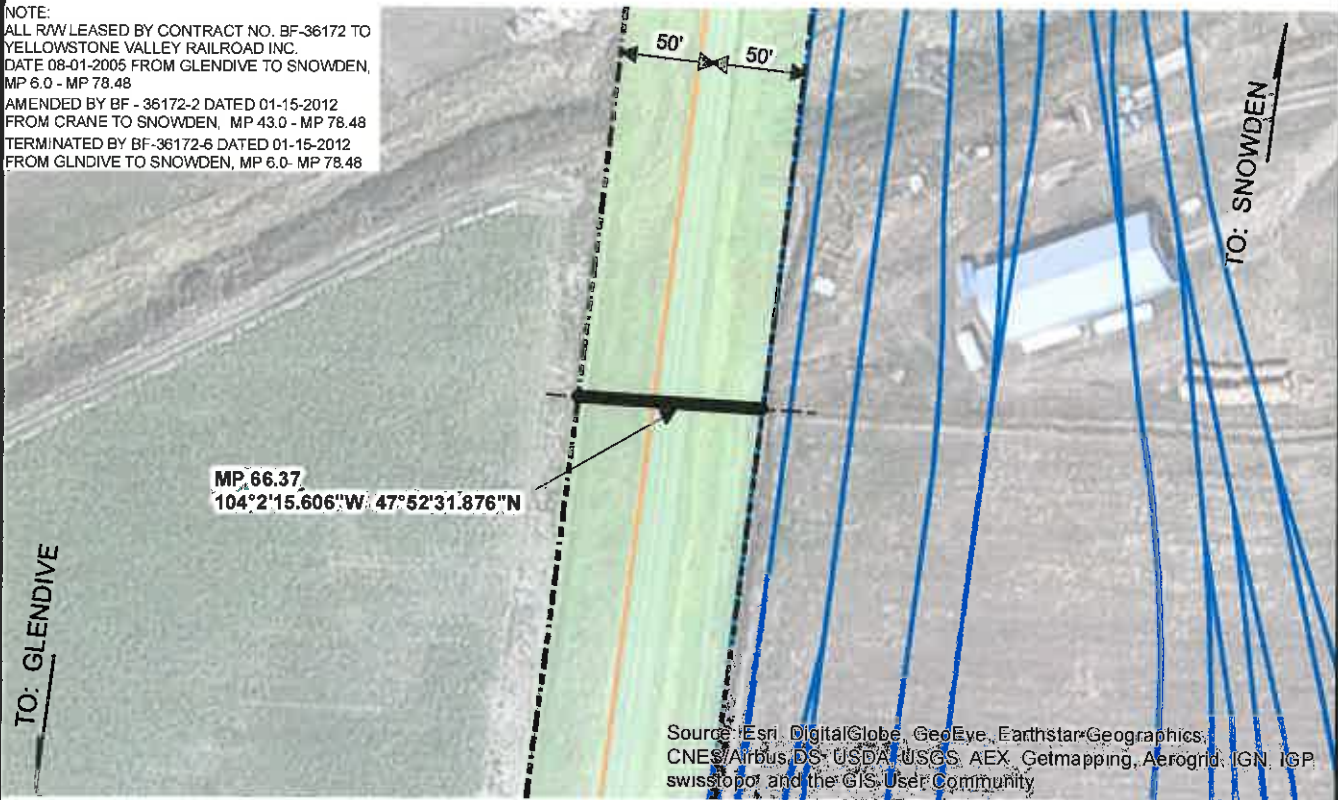 NOTE:
ALL R/W LEASED BY CONTRACT NO. BF-36172 TO
YELLOWSTONE VALLEY RAILROAD INC.
DATE 08-01-2005 FROM GLENDIVE TO SNOWDEN,
MP 6.0 - MP 78.48
AMENDED BY BF - 36172-2 DATED 01-15-2012
FROM CRANE TO SNOWDEN, MP 43.0 - MP 78.48
TERMINATED BY BF-36172-6 DATED 01-15-2012
FROM GLNDIVE TO SNOWDEN, MP 6.0- MP 78.48
50' 50'
TO: SNOWDEN
MP 66.37
104°2'15.606"W 47°52'31.876"N
TO: GLENDIVE
Source: Esri, DigitalGlobe, GeoEye, Earthstar Geographics,
CNES/Airbus DS, USDA, USGS, AEX, Getmapping, Aerogrid, IGN, IGP,
swisstopo, and the GIS User Community